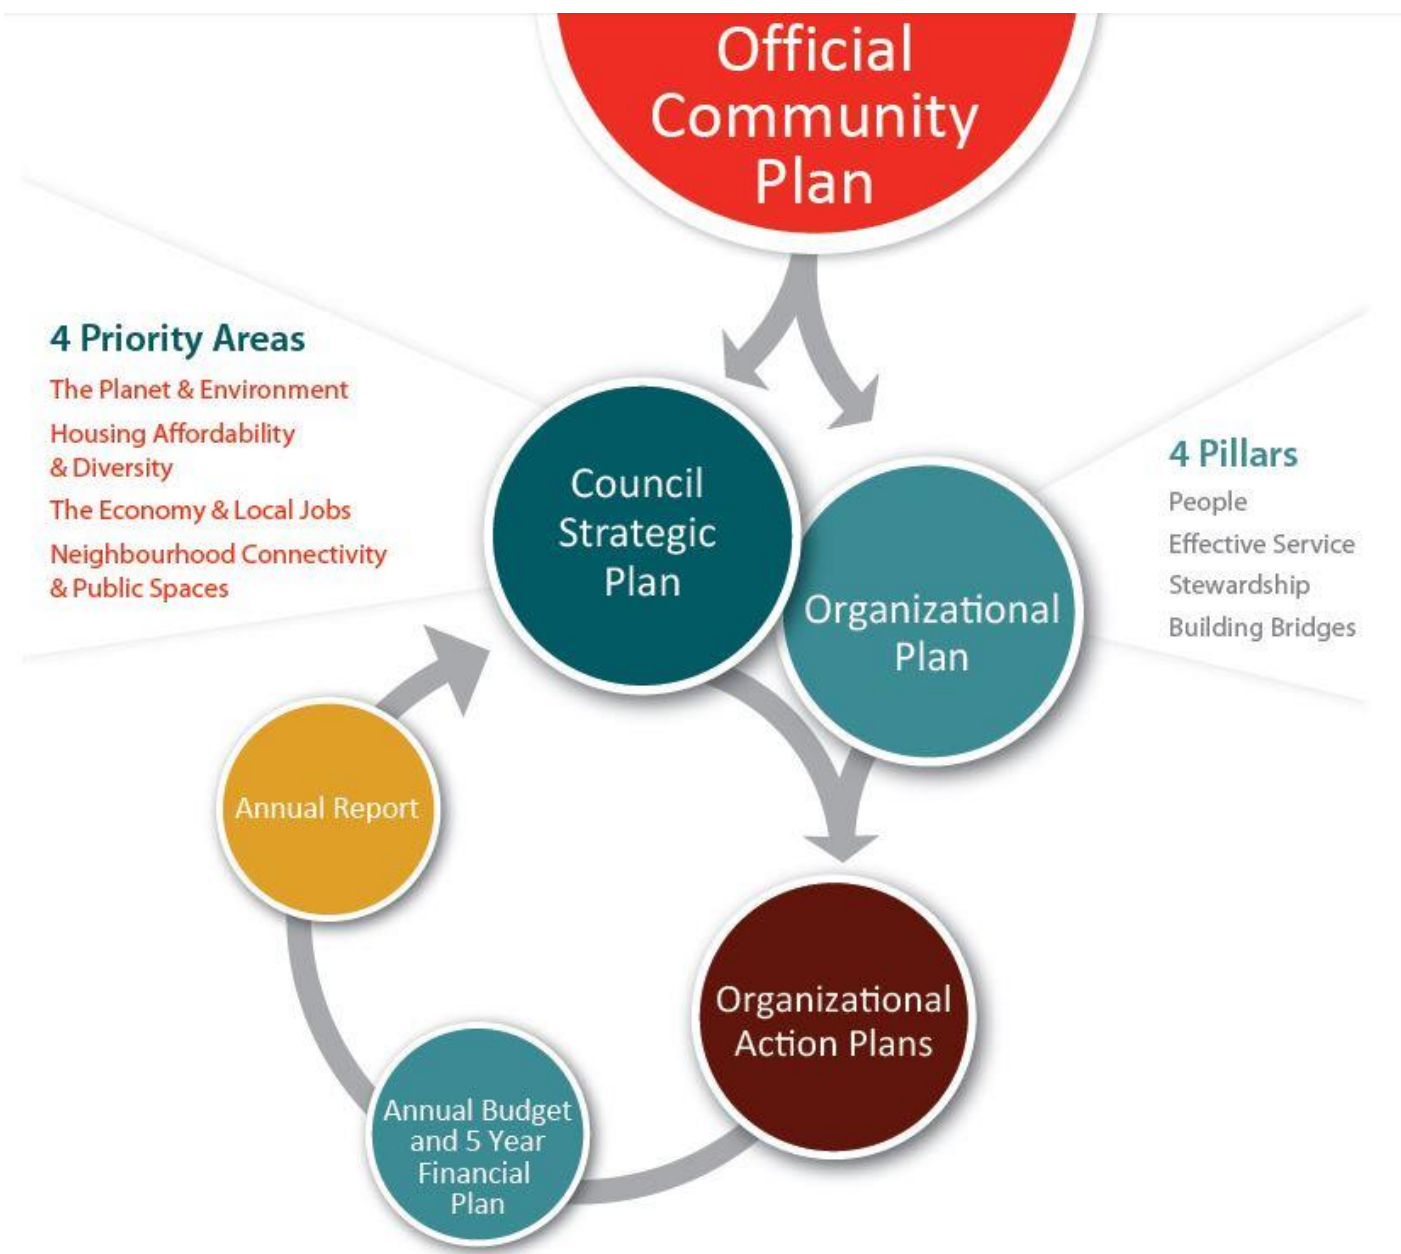 Official
Community
Plan
4 Priority Areas
The Planet & Environment
Housing Affordability
& Diversity
The Economy & Local Jobs
Neighbourhood Connectivity
& Public Spaces
Council
Strategic
Plan
4 Pillars
People
Effective Service
Stewardship
Building Bridges
Organizational
Plan
Annual Report
Organizational
Action Plans
Annual Budget
and 5 Year
Financial
Plan